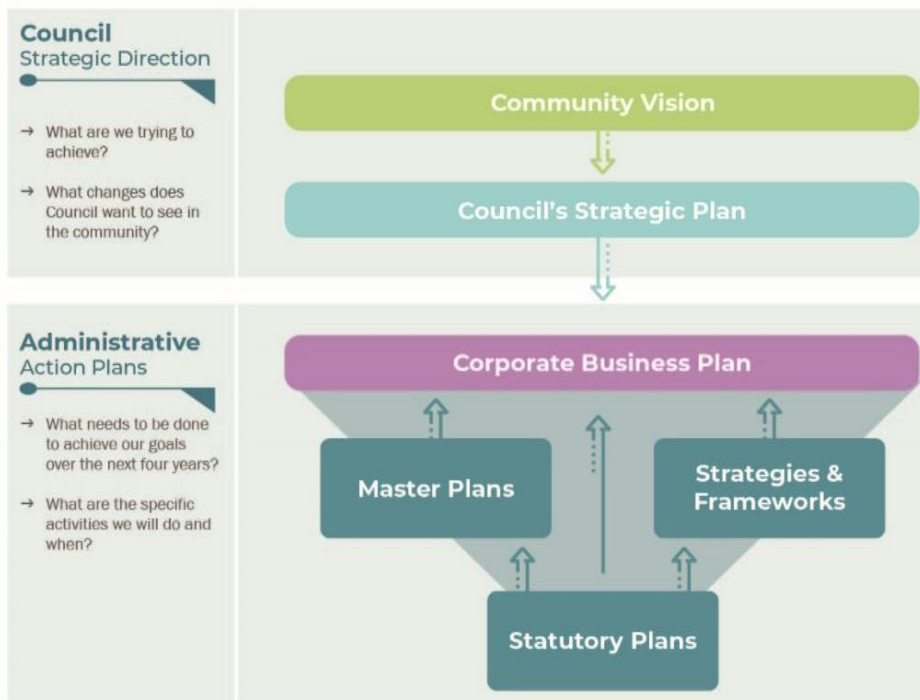 Council
Strategic Direction
→ What are we trying to
achieve?
→ What changes does
Council want to see in
the community?
Community Vision
Council's Strategic Plan
Administrative
Action Plans
→ What needs to be done
to achieve our goals
over the next four years?
→ What are the specific
activities we will do and
when?
Corporate Business Plan
Master Plans
Strategies &
Frameworks
Statutory Plans